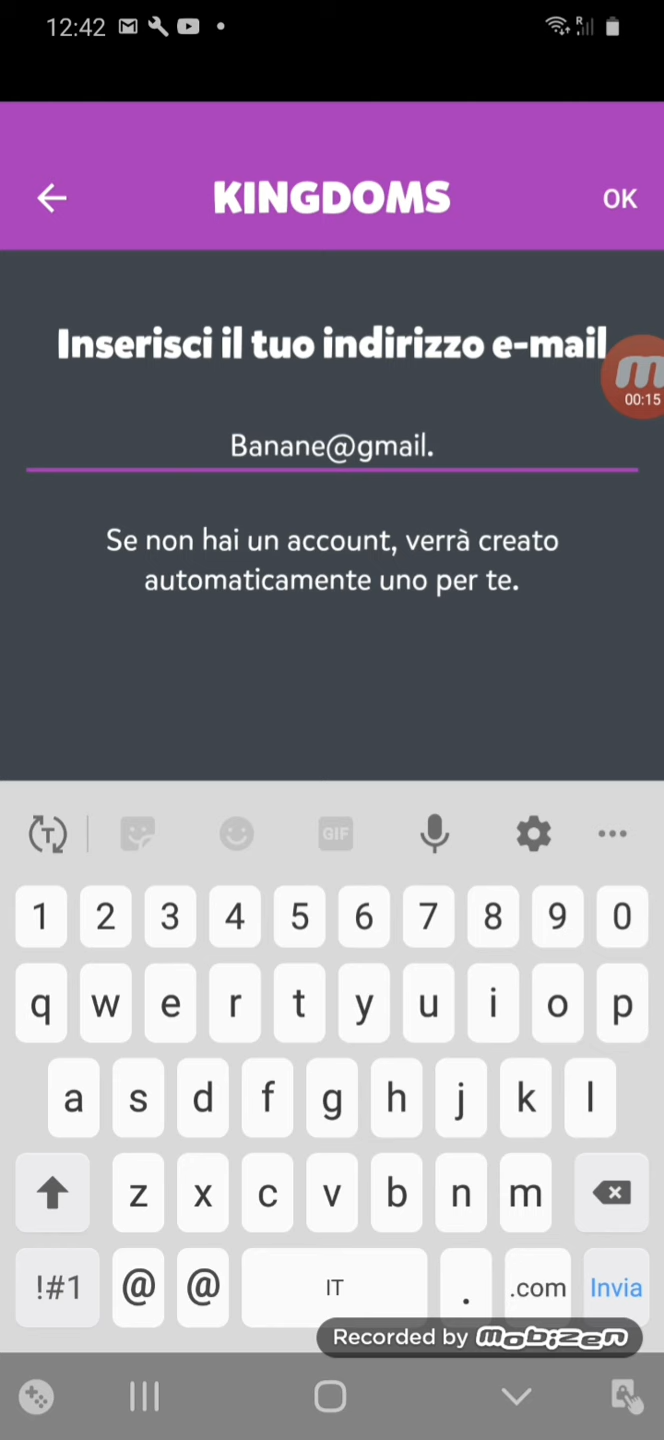 12:42
R
KINGDOMS
OK
Inserisci il tuo indirizzo e-mail
m
00:15
Banane@gmail.
Se non hai un account, verrà creato
automaticamente uno per te.
T
GIF
1 2 3 4 5 6 7 8 9 0
q w e r t y u i o p
a s d f g h j k l
z x c v b n m
!#1 @ @ IT . .com Invia
Recorded by mobizen